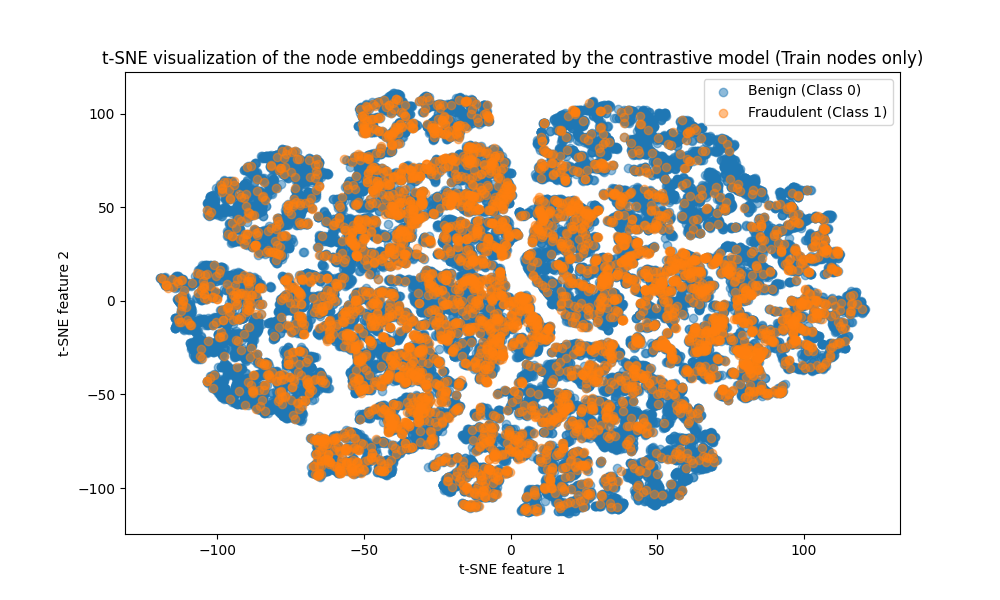 t-SNE visualization of the node embeddings generated by the contrastive model (Train nodes only)
Benign (Class 0)
Fraudulent (Class 1)
100
50
0
−50
−100
t-SNE feature 2
−100
−50
0
50
100
t-SNE feature 1